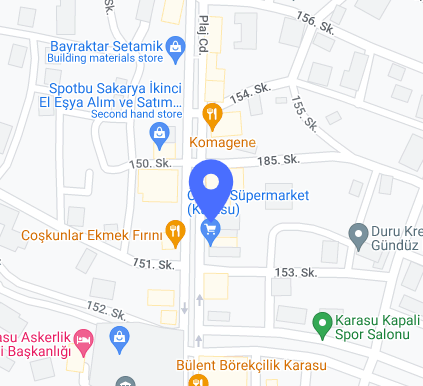 156. Sk.
Plaj Cd.
Bayraktar Setamik
Building materials store
Spotbu Sakarya İkinci
El Eşya Alım ve Satım...
Second hand store
154. Sk.
155. Sk.
Komagene
150. Sk.
185. Sk.
Süpermarket
Coşkunlar Ekmek Fırını
Duru Kre
Gündüz
151. Sk.
153. Sk.
152. Sk.
Karasu Kapalı
Spor Salonu
asu Askerlik
i Başkanlığı
Bülent Börekçilik Karasu